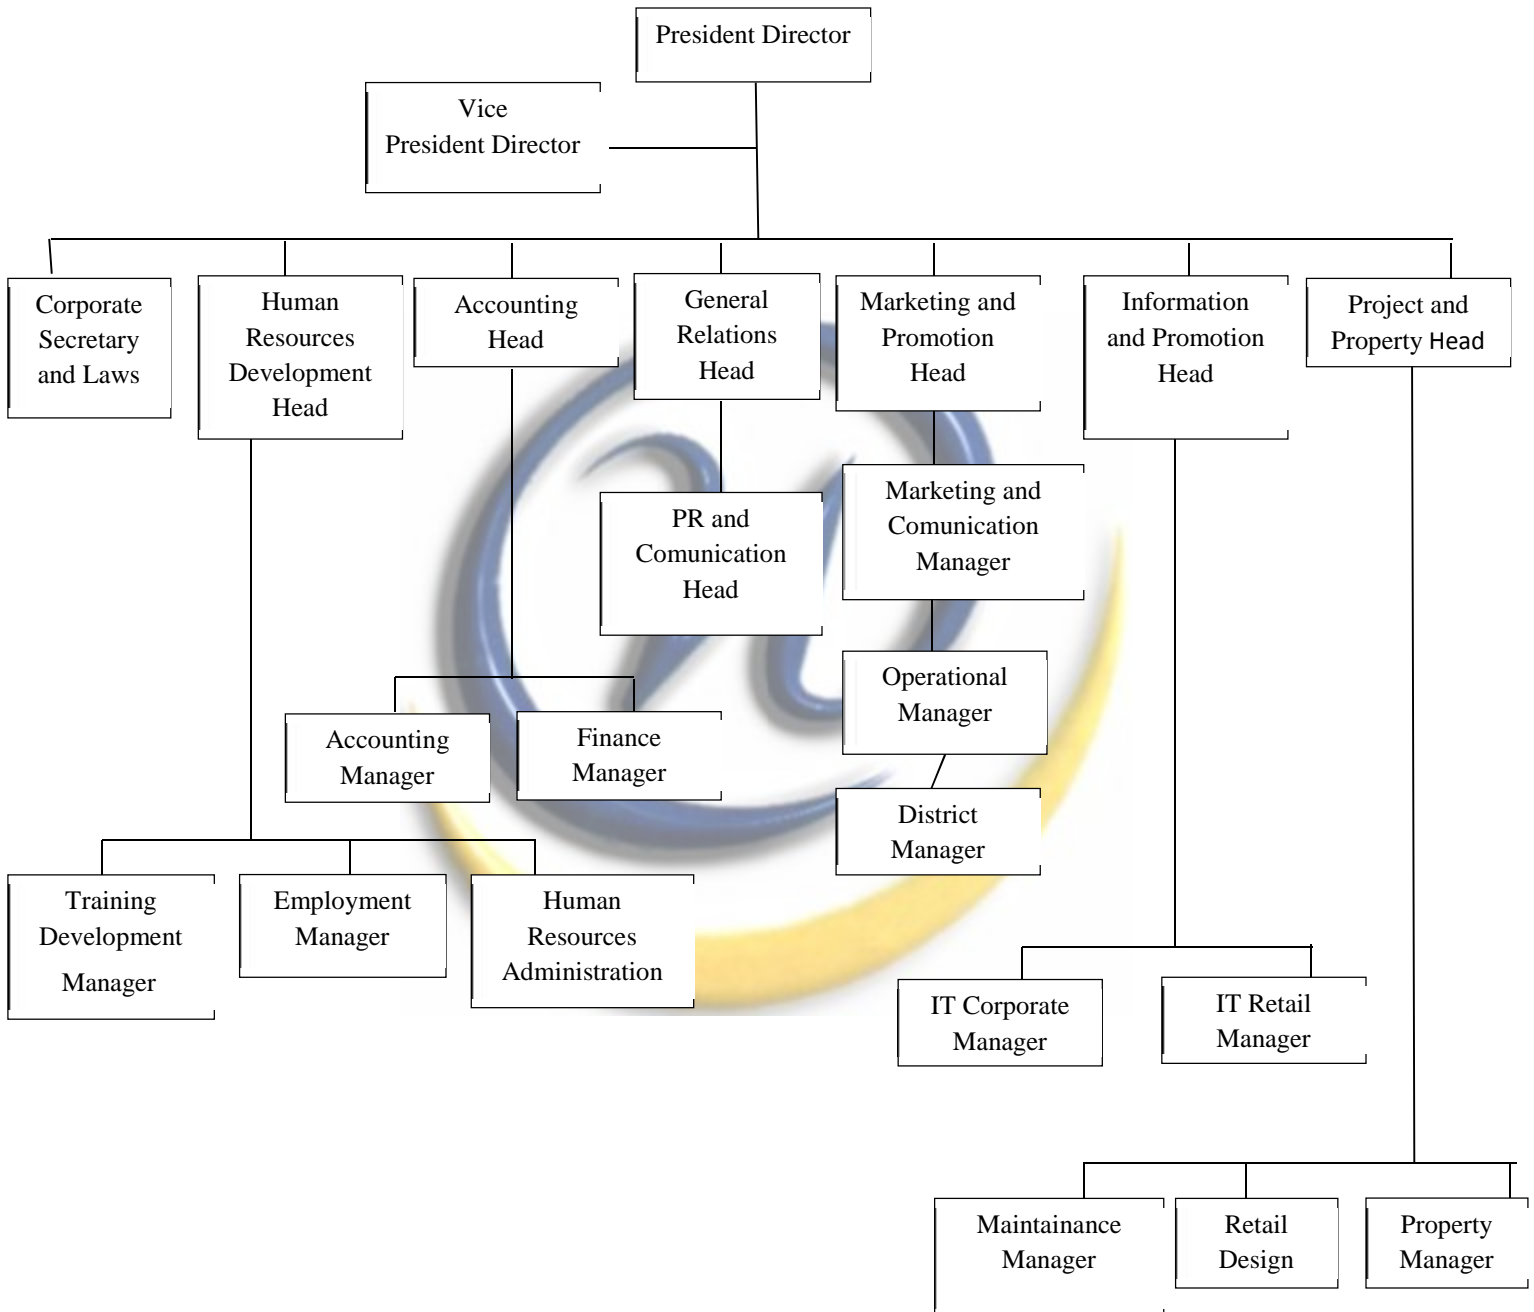 President Director
Vice
President Director
Corporate
Secretary
and Laws
Human
Resources
Development
Head
Accounting
Head
General
Relations
Head
Marketing and
Promotion
Head
Information
and Promotion
Head
Project and
Property Head
PR and
Comunication
Head
Marketing and
Comunication
Manager
Operational
Manager
District
Manager
Accounting
Manager
Finance
Manager
Training
Development
Manager
Employment
Manager
Human
Resources
Administration
IT Corporate
Manager
IT Retail
Manager
Maintainance
Manager
Retail
Design
Property
Manager